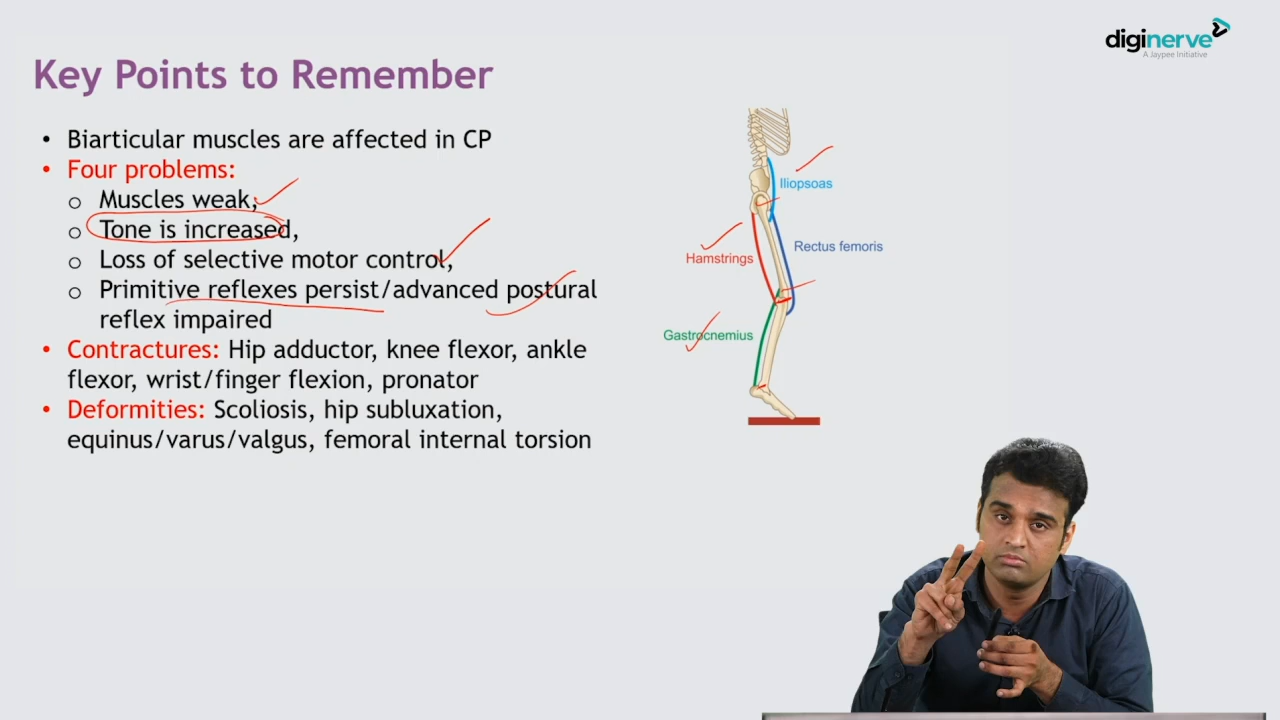 diginerve
A Jaypee Initiative
Key Points to Remember
• Biarticular muscles are affected in CP
• Four problems:
o Muscles weak,
o Tone is increased,
o Loss of selective motor control,
o Primitive reflexes persist/advanced postural
reflex impaired
• Contractures: Hip adductor, knee flexor, ankle
flexor, wrist/finger flexion, pronator
• Deformities: Scoliosis, hip subluxation,
equinus/varus/valgus, femoral internal torsion
Iliopsoas
Rectus femoris
Hamstrings
Gastrocnemius